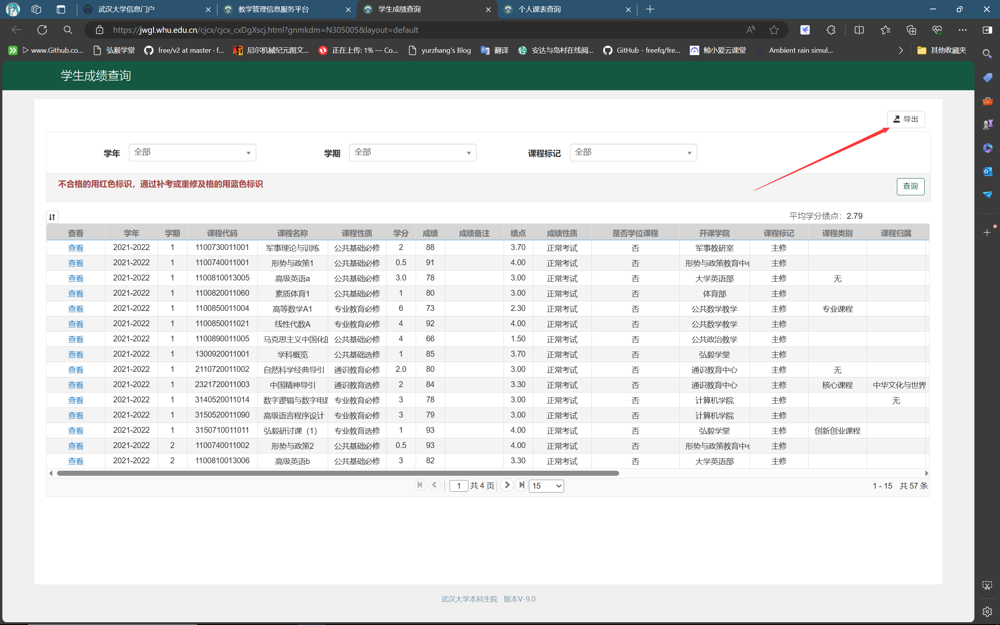 武汉大学信息门户
教学管理信息服务平台
学生成绩查询
个人课表查询
https://jwgl.whu.edu.cn/cjcx/cjcx_cxDgXscj.html?gnmkdm=N305005&layout=default
www.Github.co... 弘毅学堂 free/v2 at master · f... 尼尔机械纪元图文... 正在上传: 1% — Co... yurzhang's Blog 翻译 安达与岛村在线阅... GitHub - freefq/fre... 鲸小爱云课堂 Ambient rain simul... 其他收藏夹
学生成绩查询
导出
学年 全部 学期 全部 课程标记 全部
不合格的用红色标识，通过补考或重修及格的用蓝色标识
查询
平均学分绩点：2.79
查看 学年 学期 课程代码 课程名称 课程性质 学分 成绩 成绩备注 绩点 成绩性质 是否学位课程 开课学院 课程标记 课程类别 课程归属
查看 2021-2022 1 1100730011001 军事理论与训练 公共基础必修 2 88 3.70 正常考试 否 军事教研室 主修
查看 2021-2022 1 1100740011001 形势与政策1 公共基础必修 0.5 91 4.00 正常考试 否 形势与政策教育中心 主修
查看 2021-2022 1 1100810013005 高级英语a 公共基础必修 3.0 78 3.00 正常考试 否 大学英语部 主修 无
查看 2021-2022 1 1100820011060 素质体育1 公共基础必修 1 80 3.00 正常考试 否 体育部 主修
查看 2021-2022 1 1100850011004 高等数学A1 专业教育必修 6 73 2.30 正常考试 否 公共数学教学 主修 专业课程
查看 2021-2022 1 1100850011021 线性代数A 专业教育必修 4 92 4.00 正常考试 否 公共数学教学 主修
查看 2021-2022 1 1100890011005 马克思主义中国化的 公共基础必修 4 66 1.50 正常考试 否 公共政治教学 主修
查看 2021-2022 1 1300920011001 学科概览 公共基础选修 1 85 3.70 正常考试 否 弘毅学堂 主修
查看 2021-2022 1 2110720011002 自然科学经典导引 通识教育必修 2.0 80 3.00 正常考试 否 通识教育中心 主修 无
查看 2021-2022 1 2321720011003 中国精神导引 通识教育选修 2 84 3.30 正常考试 否 通识教育中心 主修 核心课程 中华文化与世界
查看 2021-2022 1 3140520011014 数字逻辑与数字电路 专业教育必修 3 78 3.00 正常考试 否 计算机学院 主修 无
查看 2021-2022 1 3150520011090 高级语言程序设计 专业教育必修 3 79 3.00 正常考试 否 计算机学院 主修
查看 2021-2022 1 3150710011011 弘毅研讨课（1） 专业教育选修 1 93 4.00 正常考试 否 弘毅学堂 主修 创新创业课程
查看 2021-2022 2 1100740011002 形势与政策2 公共基础必修 0.5 93 4.00 正常考试 否 形势与政策教育中心 主修
查看 2021-2022 2 1100810013006 高级英语b 公共基础必修 3 82 3.30 正常考试 否 大学英语部 主修
1 共 4 页 15 1 - 15 共 57 条
武汉大学本科生院 版本V-9.0